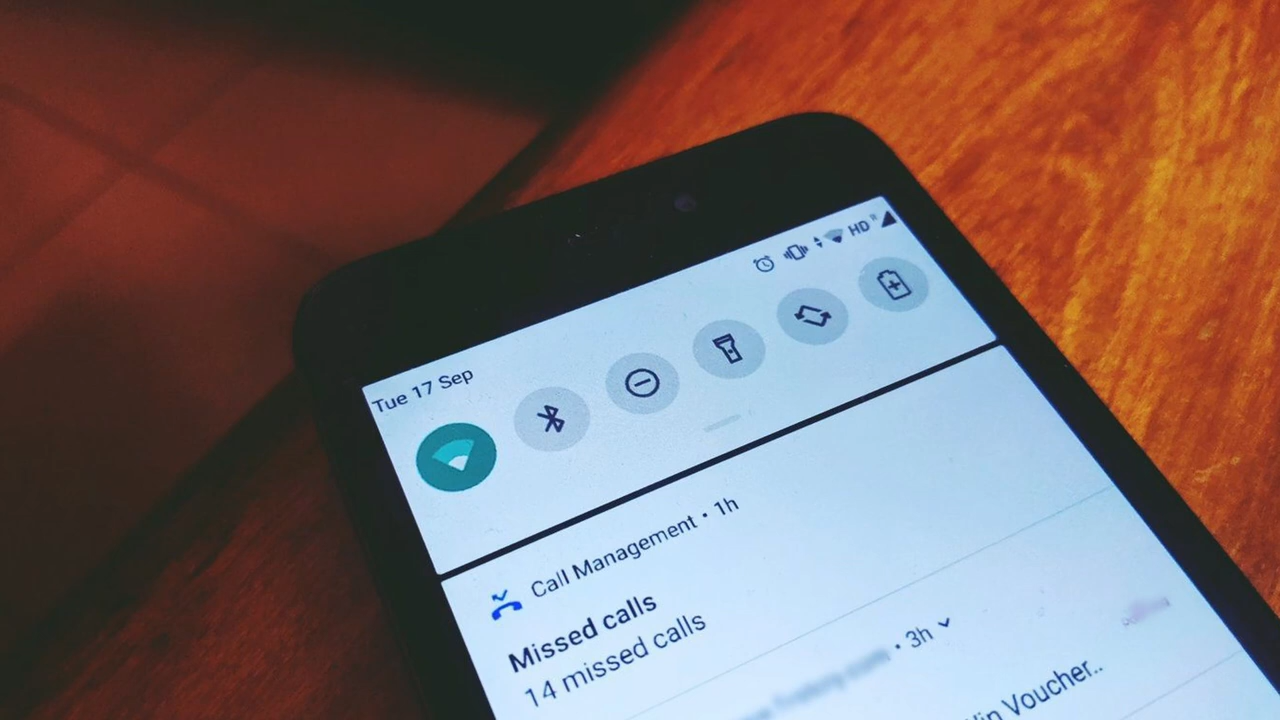 HD R
Tue 17 Sep
Call Management • 1h
Missed calls
14 missed calls
• 3h
Voucher..